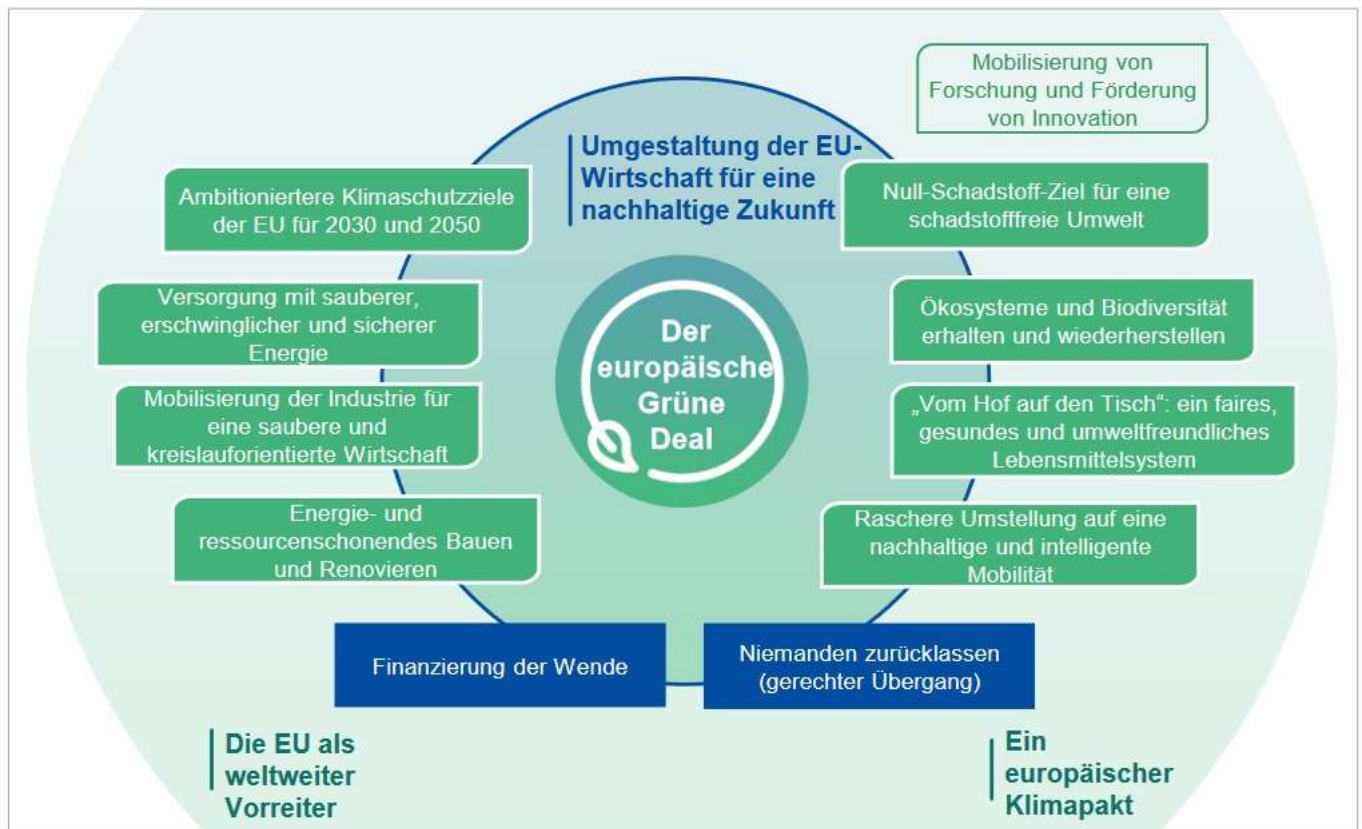 Mobilisierung von
Forschung und Förderung
von Innovation
Umgestaltung der EU-
Wirtschaft für eine
nachhaltige Zukunft
Ambitioniertere Klimaschutzziele
der EU für 2030 und 2050
Null-Schadstoff-Ziel für eine
schadstofffreie Umwelt
Versorgung mit sauberer,
erschwinglicher und sicherer
Energie
Ökosysteme und Biodiversität
erhalten und wiederherstellen
Der
europäische
Grüne
Deal
Mobilisierung der Industrie für
eine saubere und
kreislauforientierte Wirtschaft
„Vom Hof auf den Tisch“: ein faires,
gesundes und umweltfreundliches
Lebensmittelsystem
Energie- und
ressourcenschonendes Bauen
und Renovieren
Raschere Umstellung auf eine
nachhaltige und intelligente
Mobilität
Finanzierung der Wende
Niemanden zurücklassen
(gerechter Übergang)
Die EU als
weltweiter
Vorreiter
Ein
europäischer
Klimapakt